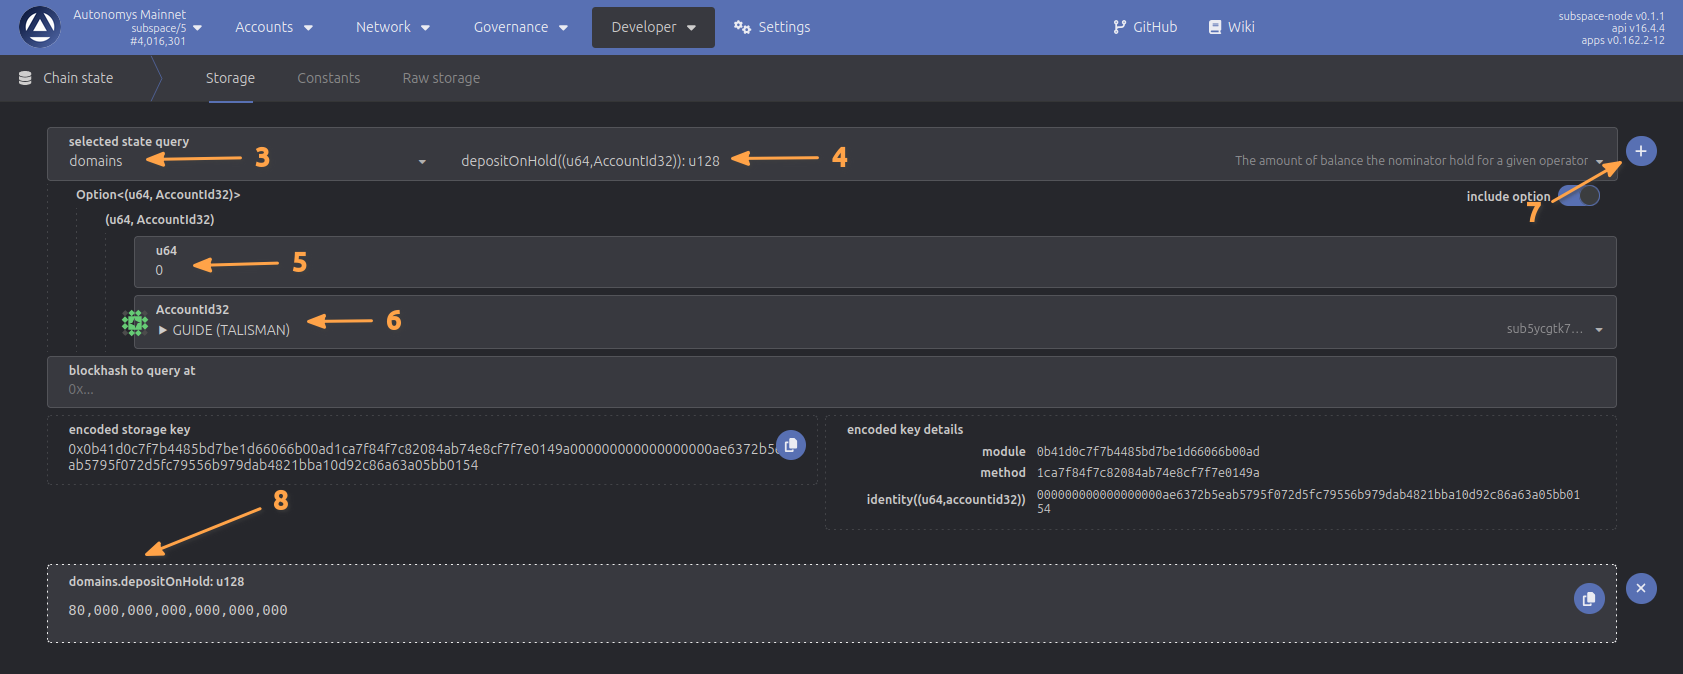 Autonomys Mainnet
subspace/5
#4,016,301
Accounts
Network
Governance
Developer
Settings
GitHub
Wiki
subspace-node v0.1.1
api v16.4.4
apps v0.162.2-12
Chain state
Storage
Constants
Raw storage
selected state query
domains
3
depositOnHold((u64,AccountId32)): u128
4
The amount of balance the nominator hold for a given operator
+
Option<(u64, AccountId32)>
include option
7
(u64, AccountId32)
u64
0
5
AccountId32
GUIDE (TALISMAN)
6
sub5ycgtk7...
blockhash to query at
0x...
encoded storage key
0x0b41d0c7f7b4485bd7be1d66066b00ad1ca7f84f7c82084ab74e8cf7f7e0149a000000000000000000ae6372b5e
ab5795f072d5fc79556b979dab4821bba10d92c86a63a05bb0154
encoded key details
module 0b41d0c7f7b4485bd7be1d66066b00ad
method 1ca7f84f7c82084ab74e8cf7f7e0149a
identity((u64,accountid32)) 000000000000000000ae6372b5eab5795f072d5fc79556b979dab4821bba10d92c86a63a05bb01
54
8
domains.depositOnHold: u128
80,000,000,000,000,000,000